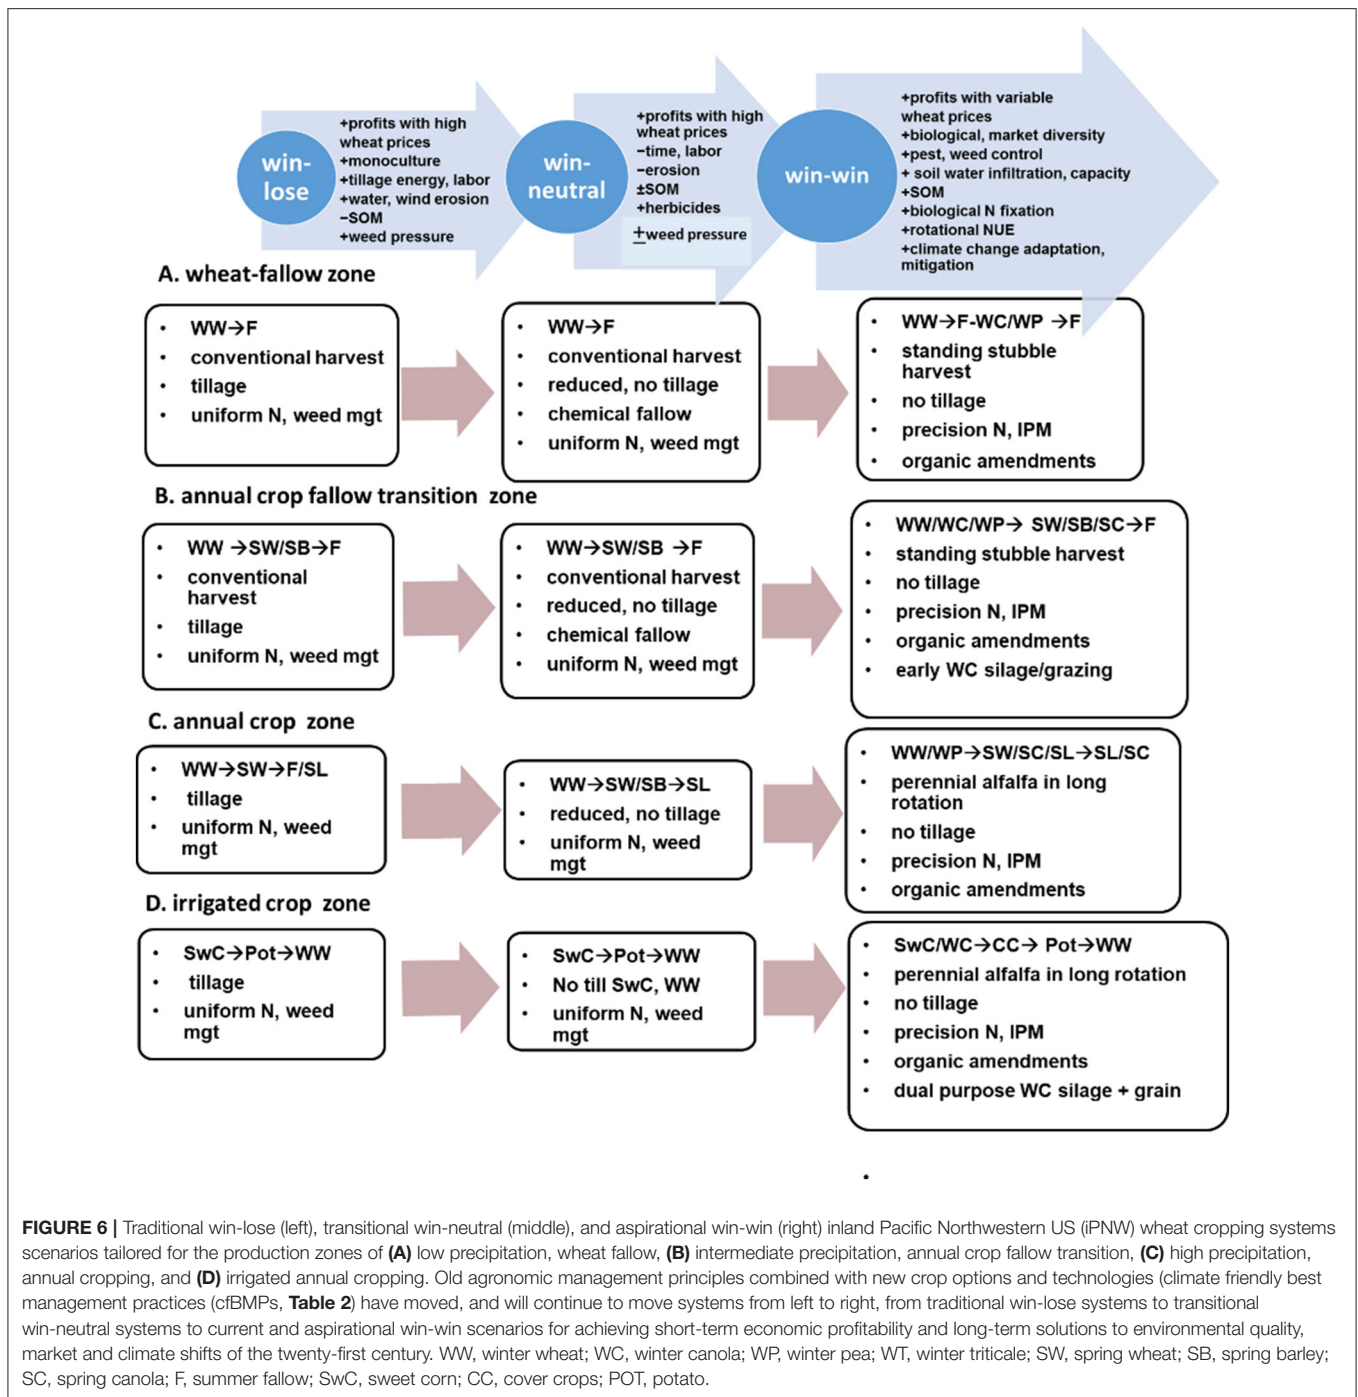 win-
lose
+profits with high
wheat prices
+monoculture
+tillage energy, labor
+water, wind erosion
−SOM
+weed pressure
win-
neutral
+profits with high
wheat prices
−time, labor
−erosion
±SOM
+herbicides
±weed pressure
win-win
+profits with variable
wheat prices
+biological, market diversity
+pest, weed control
+ soil water infiltration, capacity
+SOM
+biological N fixation
+rotational NUE
+climate change adaptation,
mitigation
A. wheat-fallow zone
• WW→F
• conventional harvest
• tillage
• uniform N, weed mgt
• WW→F
• conventional harvest
• reduced, no tillage
• chemical fallow
• uniform N, weed mgt
• WW→F-WC/WP →F
• standing stubble
harvest
• no tillage
• precision N, IPM
• organic amendments
B. annual crop fallow transition zone
• WW →SW/SB→F
• conventional
harvest
• tillage
• uniform N, weed mgt
• WW→SW/SB →F
• conventional harvest
• reduced, no tillage
• chemical fallow
• uniform N, weed mgt
• WW/WC/WP→ SW/SB/SC→F
• standing stubble harvest
• no tillage
• precision N, IPM
• organic amendments
• early WC silage/grazing
C. annual crop zone
• WW→SW→F/SL
• tillage
• uniform N, weed
mgt
• WW→SW/SB→SL
• reduced, no tillage
• uniform N, weed
mgt
• WW/WP→SW/SC/SL→SL/SC
• perennial alfalfa in long
rotation
• no tillage
• precision N, IPM
• organic amendments
D. irrigated crop zone
• SwC→Pot→WW
• tillage
• uniform N, weed
mgt
• SwC→Pot→WW
• No till SwC, WW
• uniform N, weed
mgt
• SwC/WC→CC→ Pot→WW
• perennial alfalfa in long rotation
• no tillage
• precision N, IPM
• organic amendments
• dual purpose WC silage + grain
•
FIGURE 6 | Traditional win-lose (left), transitional win-neutral (middle), and aspirational win-win (right) inland Pacific Northwestern US (iPNW) wheat cropping systems
scenarios tailored for the production zones of (A) low precipitation, wheat fallow, (B) intermediate precipitation, annual crop fallow transition, (C) high precipitation,
annual cropping, and (D) irrigated annual cropping. Old agronomic management principles combined with new crop options and technologies (climate friendly best
management practices (cfBMPs, Table 2) have moved, and will continue to move systems from left to right, from traditional win-lose systems to transitional
win-neutral systems to current and aspirational win-win scenarios for achieving short-term economic profitability and long-term solutions to environmental quality,
market and climate shifts of the twenty-first century. WW, winter wheat; WC, winter canola; WP, winter pea; WT, winter triticale; SW, spring wheat; SB, spring barley;
SC, spring canola; F, summer fallow; SwC, sweet corn; CC, cover crops; POT, potato.